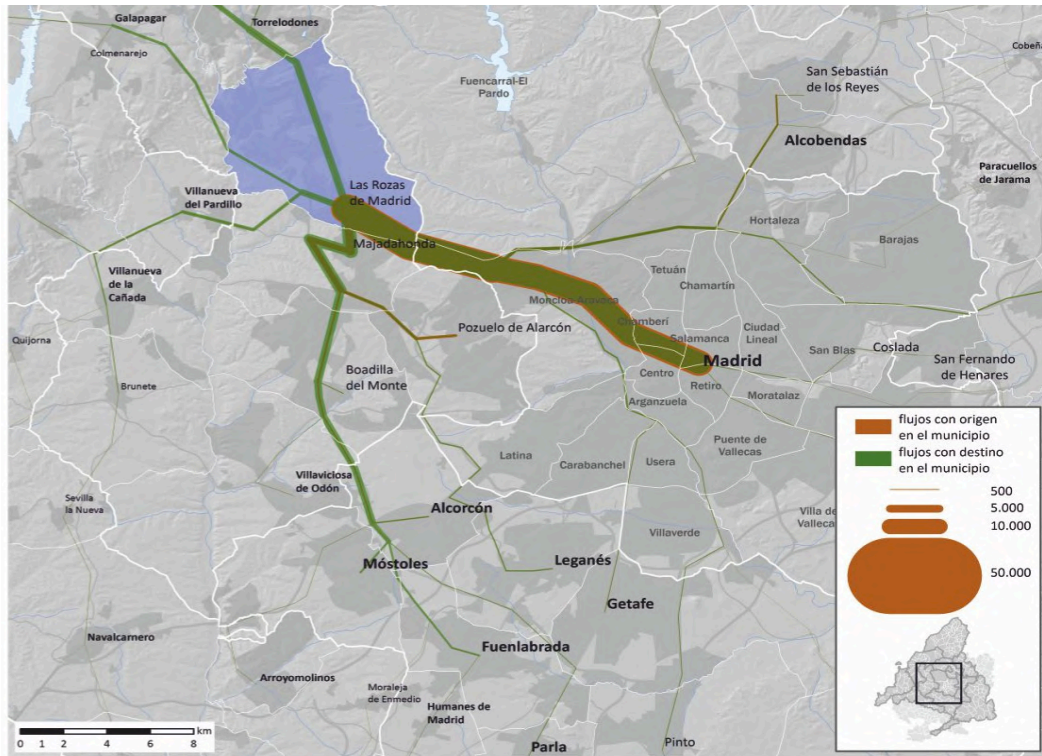 Galapagar
Torrelodones
Colmenarejo
Cobeña
Fuencarral-El
Pardo
San Sebastián
de los Reyes
Alcobendas
Paracuellos
de Jarama
Las Rozas
de Madrid
Villanueva
del Pardillo
Hortaleza
Barajas
Majadahonda
Tetuán
Chamartín
Villanueva
de la
Cañada
Moncloa-Aravaca
Chamberí
Pozuelo de Alarcón
Salamanca
Ciudad
Lineal
Quijorna
San Blas
Coslada
Madrid
San Fernando
de Henares
Centro
Retiro
Boadilla
del Monte
Brunete
Arganzuela
Moratalaz
Puente de
Vallecas
Latina
Carabanchel
Usera
Villaviciosa
de Odón
Sevilla
la Nueva
Alcorcón
Villaverde
Villa de
Vallecas
Móstoles
Leganés
Getafe
Navalcarnero
Fuenlabrada
Arroyomolinos
Moraleja
de Enmedio
Humanes de
Madrid
Parla
Pinto
flujos con origen
en el municipio
flujos con destino
en el municipio
500
5.000
10.000
50.000
km
0 1 2 4 6 8